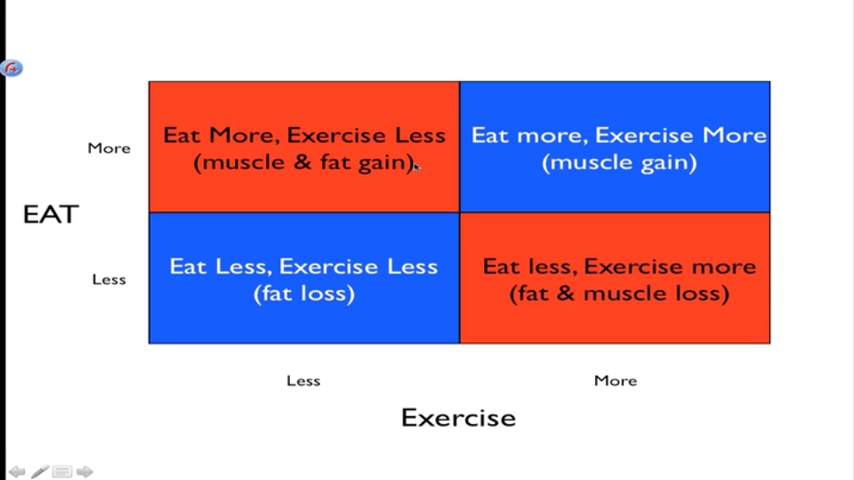 Eat More, Exercise Less
(muscle & fat gain)
Eat more, Exercise More
(muscle gain)
More
EAT
Less
Eat Less, Exercise Less
(fat loss)
Eat less, Exercise more
(fat & muscle loss)
Less
More
Exercise